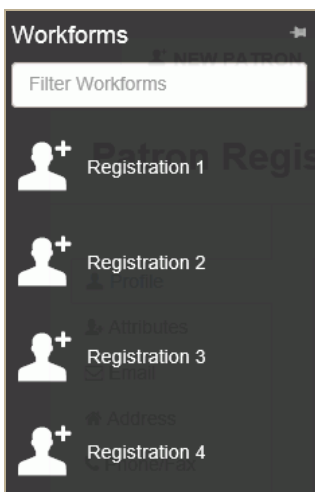 Workforms
NEW PATRON
Filter Workforms
Patron Regis
Registration 1
Registration 2
Profile
Attributes
Registration 3
Email
Address
Registration 4
Phone/Fax